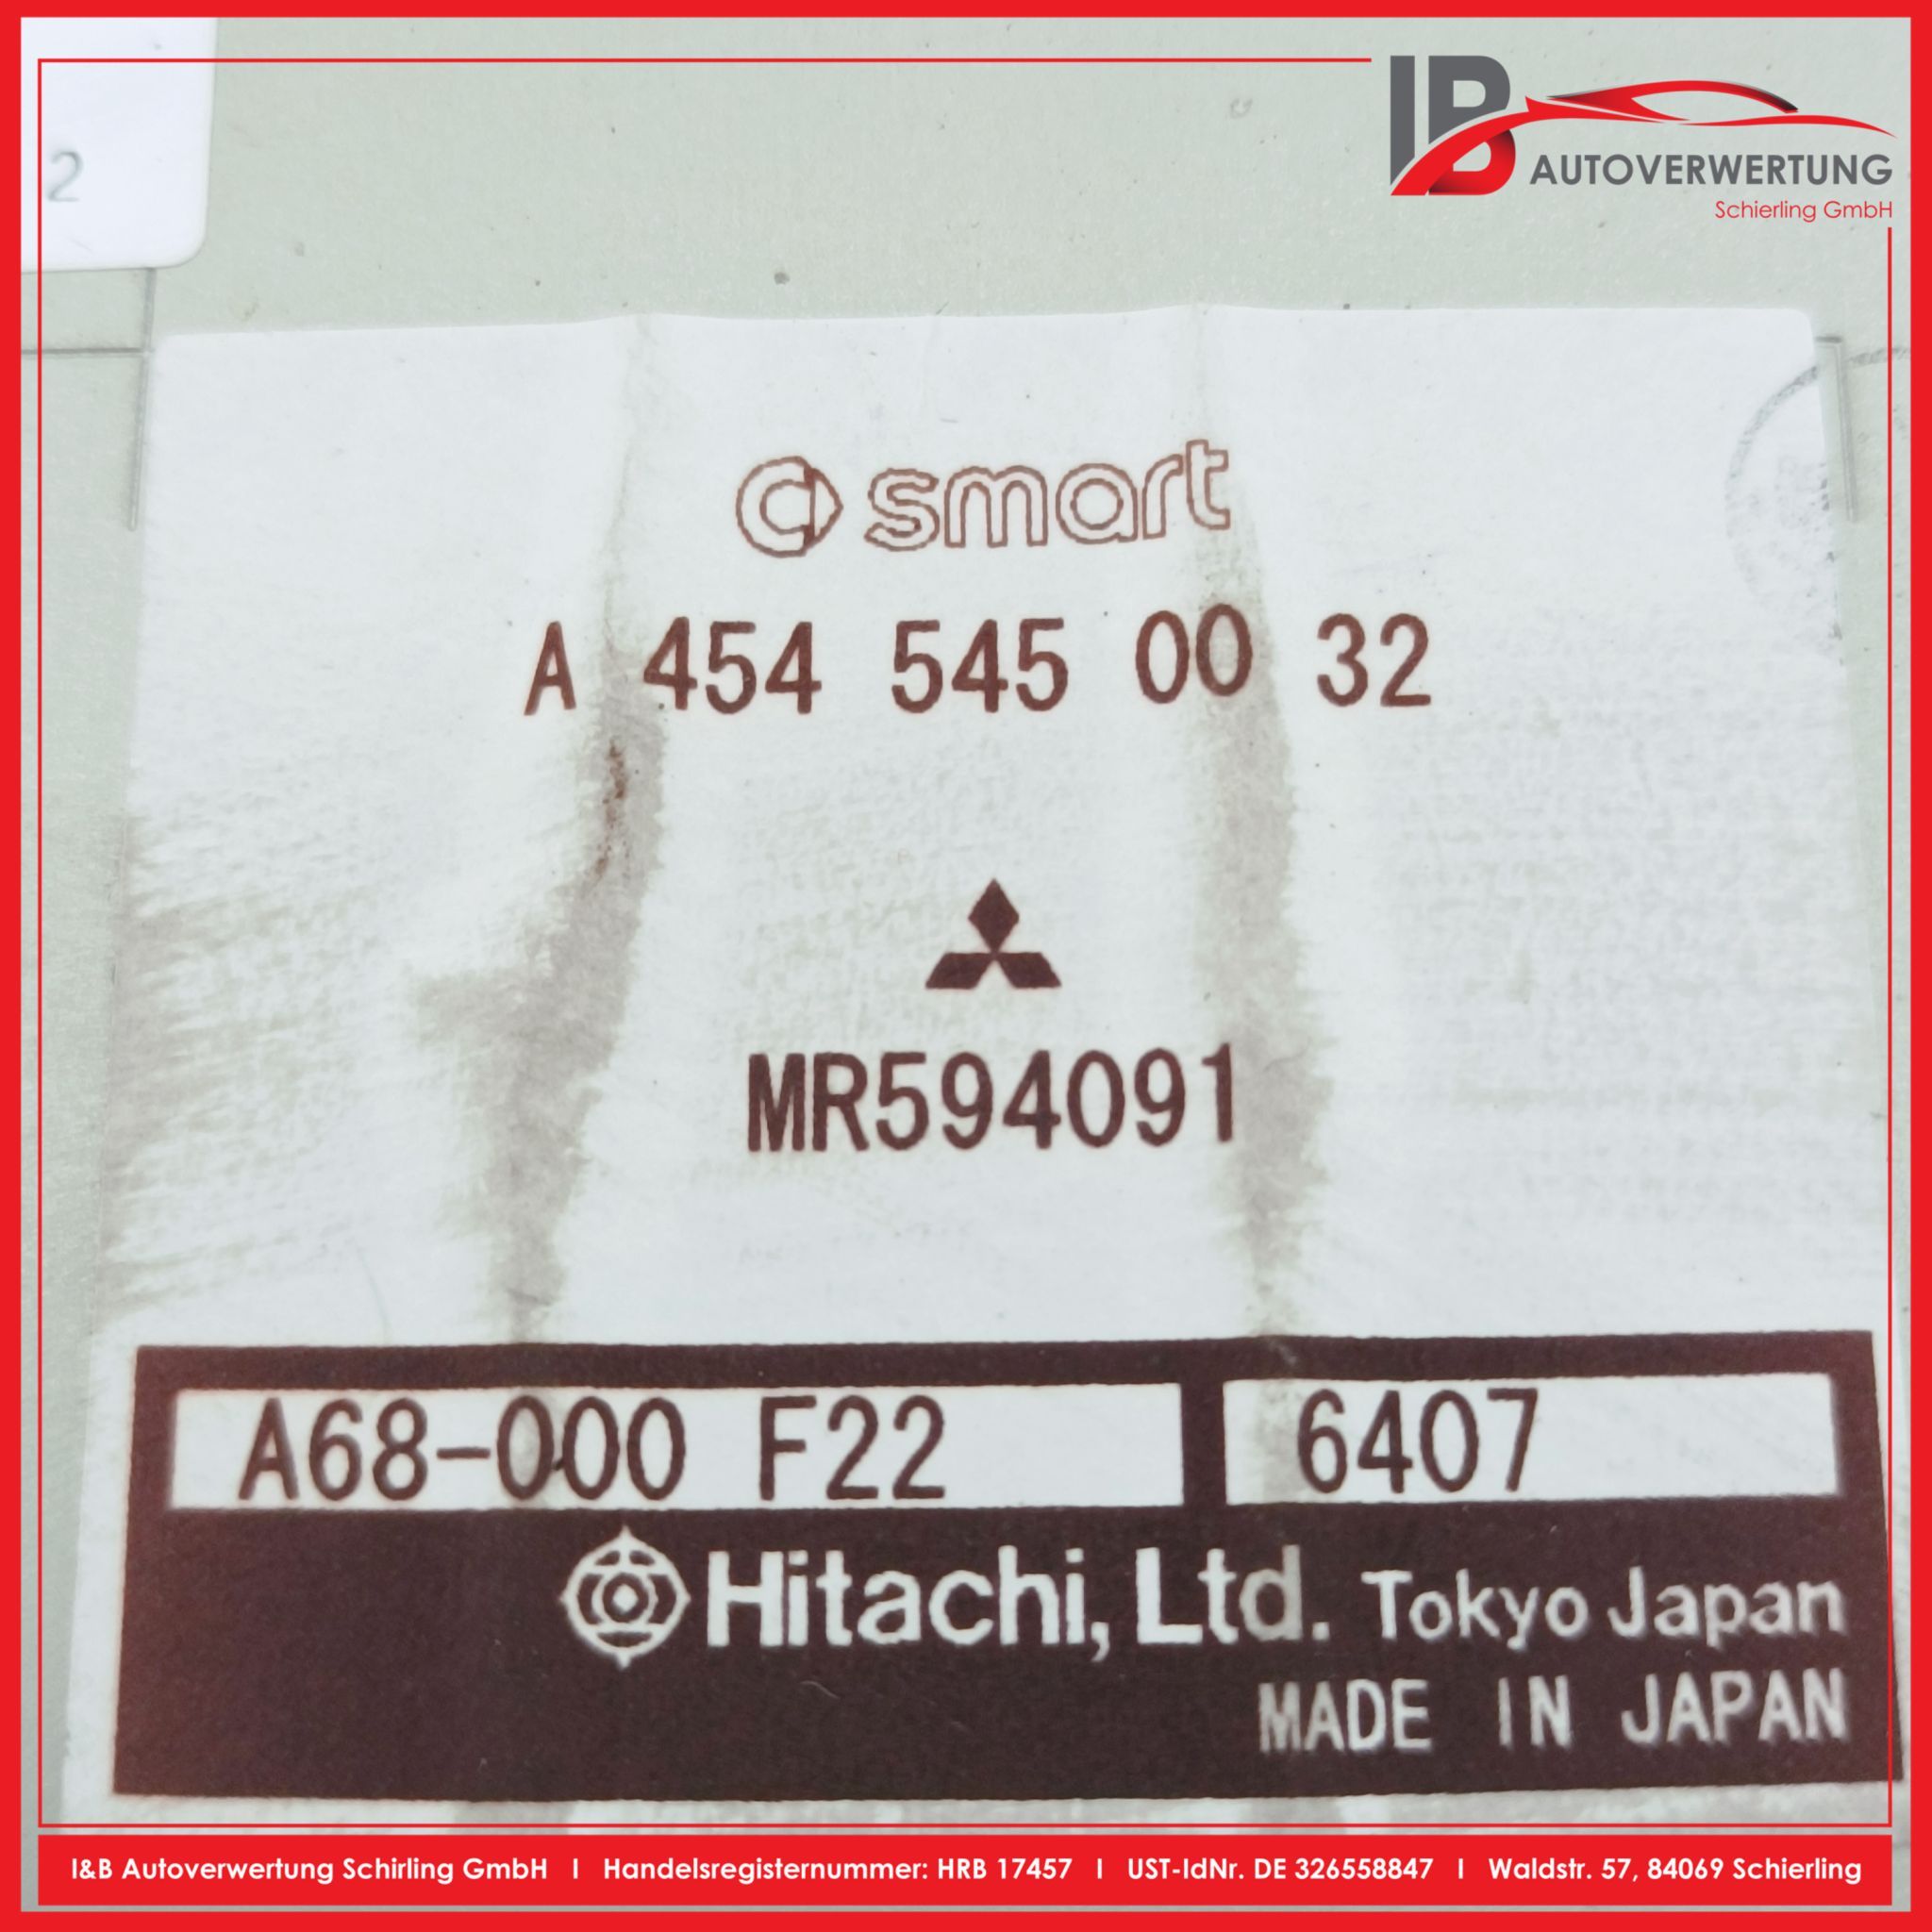 IB
AUTOVERWERTUNG
Schierling GmbH
2
smart
A 454 545 00 32
MR594091
A68-000 F22
6407
Hitachi, Ltd. Tokyo Japan
MADE IN JAPAN
I&B Autoverwertung Schirling GmbH I Handelsregisternummer: HRB 17457 I UST-IdNr. DE 326558847 I Waldstr. 57, 84069 Schierling